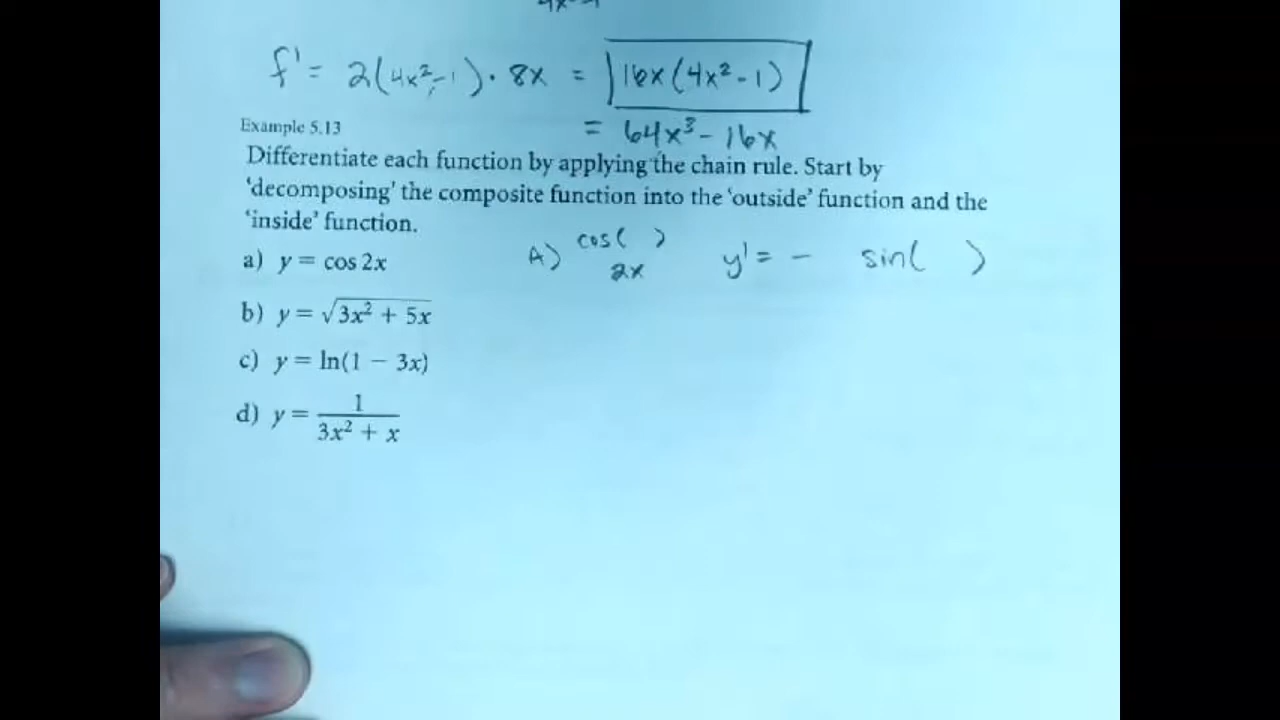 f' = 2(4x²-1) · 8x = 16x(4x²-1)
= 64x³ - 16x
Example 5.13
Differentiate each function by applying the chain rule. Start by
'decomposing' the composite function into the 'outside' function and the
'inside' function.
a) y = cos 2x
A) cos( )
2x
y' = - sin( )
b) y = √3x² + 5x
c) y = ln(1 − 3x)
d) y = 1
3x² + x